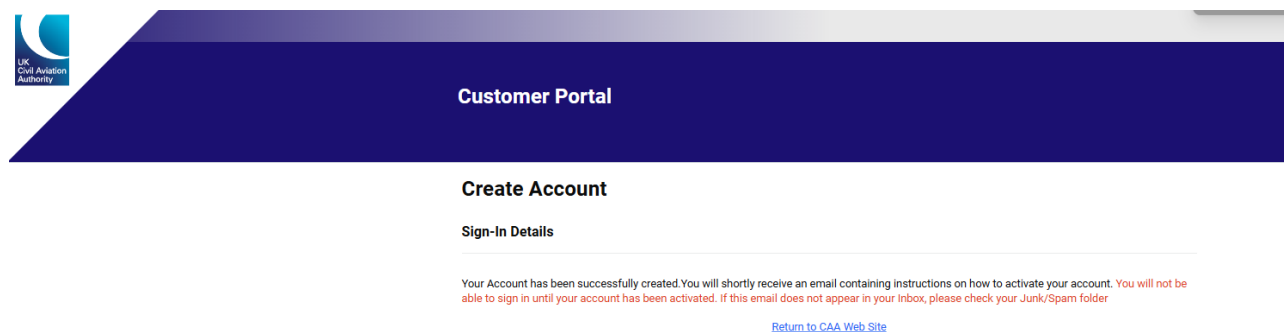 UK
Civil Aviation
Authority
Customer Portal
Create Account
Sign-In Details
Your Account has been successfully created.You will shortly receive an email containing instructions on how to activate your account. You will not be
able to sign in until your account has been activated. If this email does not appear in your Inbox, please check your Junk/Spam folder
Return to CAA Web Site